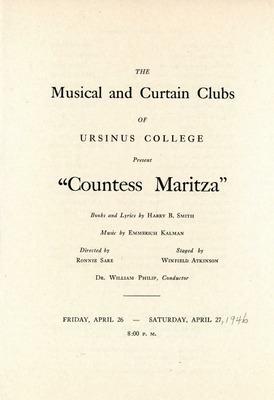 THE
Musical and Curtain Clubs
OF
URSINUS COLLEGE
Present
"Countess Maritza"
Books and Lyrics by HARRY B. SMITH
Music by EMMERICH KALMAN
Directed by Staged by
RONNIE SARE WINFIELD ATKINSON
DR. WILLIAM PHILIP, Conductor
FRIDAY, APRIL 26 — SATURDAY, APRIL 27, 1946
8:00 P. M.